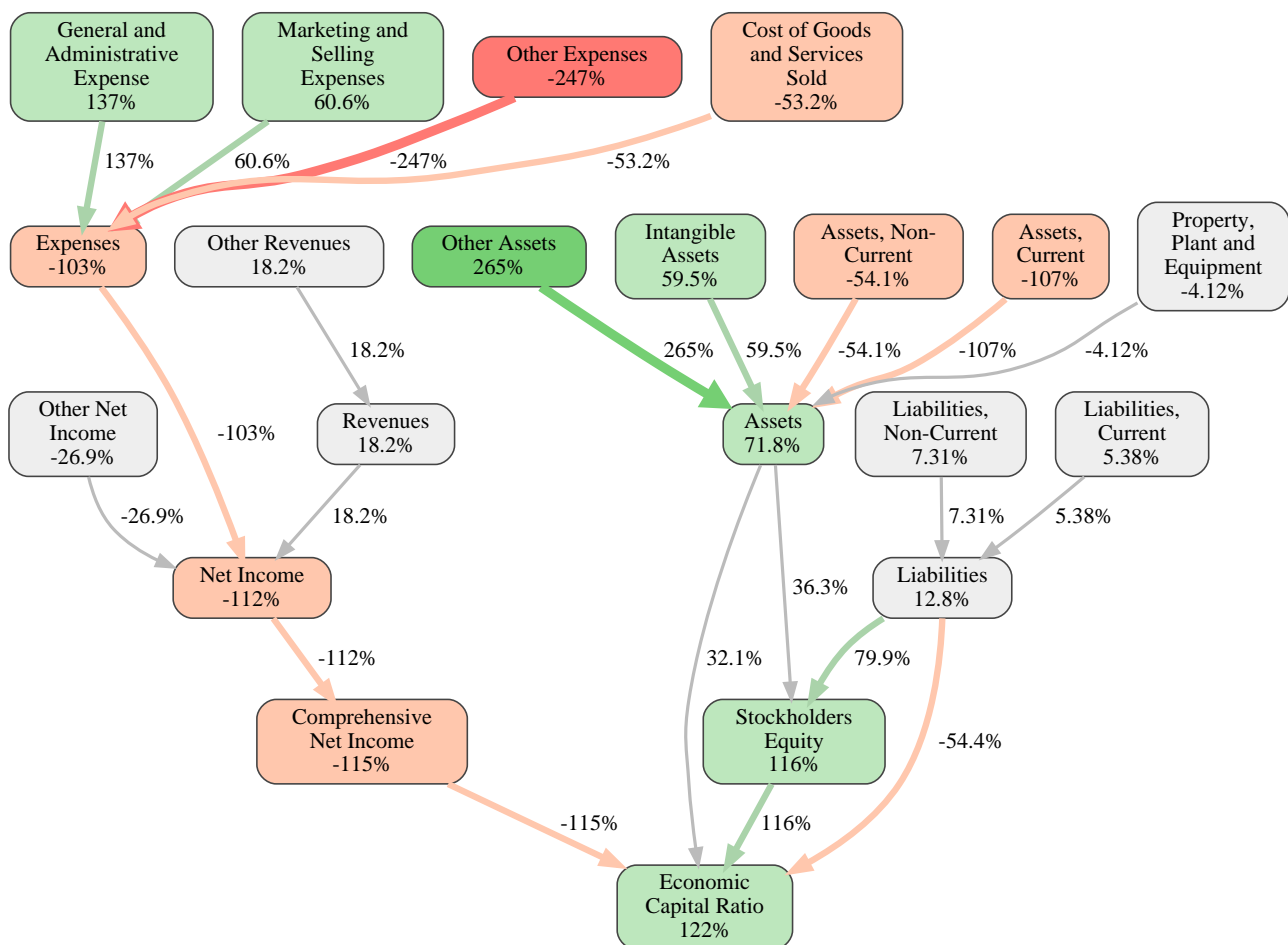 General and
Administrative
Expense
137%
Marketing and
Selling
Expenses
60.6%
Other Expenses
-247%
Cost of Goods
and Services
Sold
-53.2%
137%
60.6%
-247%
-53.2%
Expenses
-103%
Other Revenues
18.2%
Other Assets
265%
Intangible
Assets
59.5%
Assets, Non-
Current
-54.1%
Assets,
Current
-107%
Property,
Plant and
Equipment
-4.12%
18.2%
265%
59.5%
-54.1%
-107%
-4.12%
Other Net
Income
-26.9%
-103%
Revenues
18.2%
Assets
71.8%
Liabilities,
Non-Current
7.31%
Liabilities,
Current
5.38%
-26.9%
18.2%
7.31%
5.38%
Net Income
-112%
36.3%
Liabilities
12.8%
-112%
32.1%
79.9%
Comprehensive
Net Income
-115%
Stockholders
Equity
116%
-54.4%
-115%
116%
Economic
Capital Ratio
122%